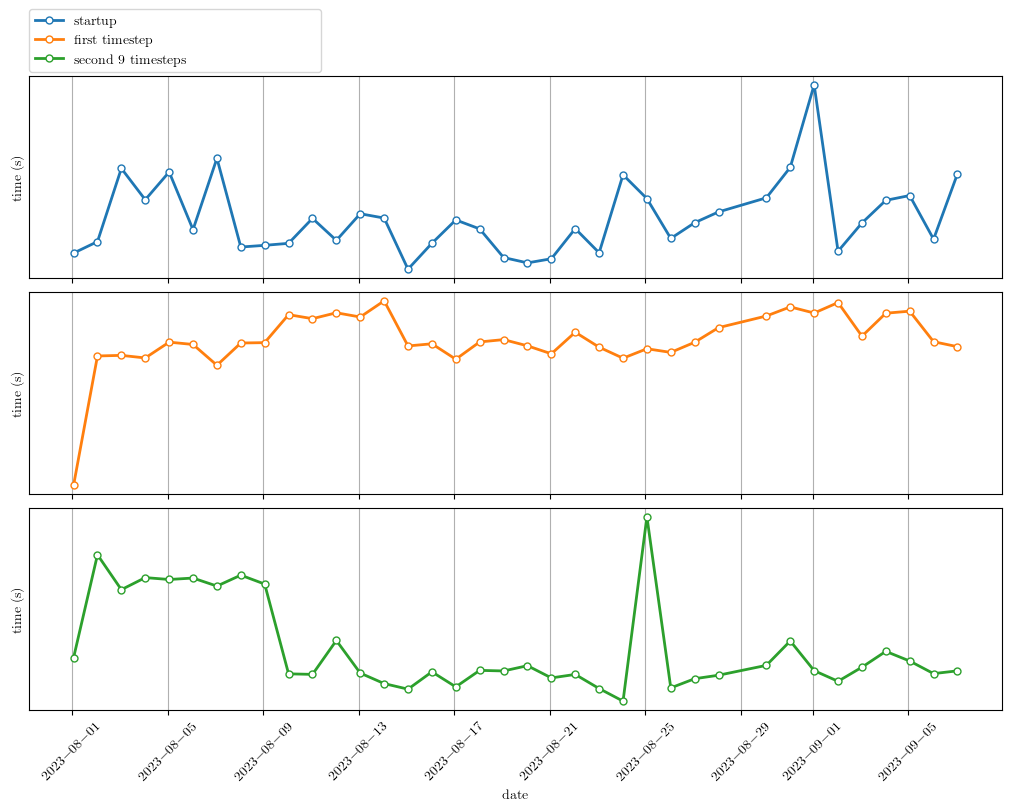 startup
first timestep
second 9 timesteps
time (s)
time (s)
time (s)
2023−08−01
2023−08−05
2023−08−09
2023−08−13
2023−08−17
2023−08−21
2023−08−25
2023−08−29
2023−09−01
2023−09−05
date